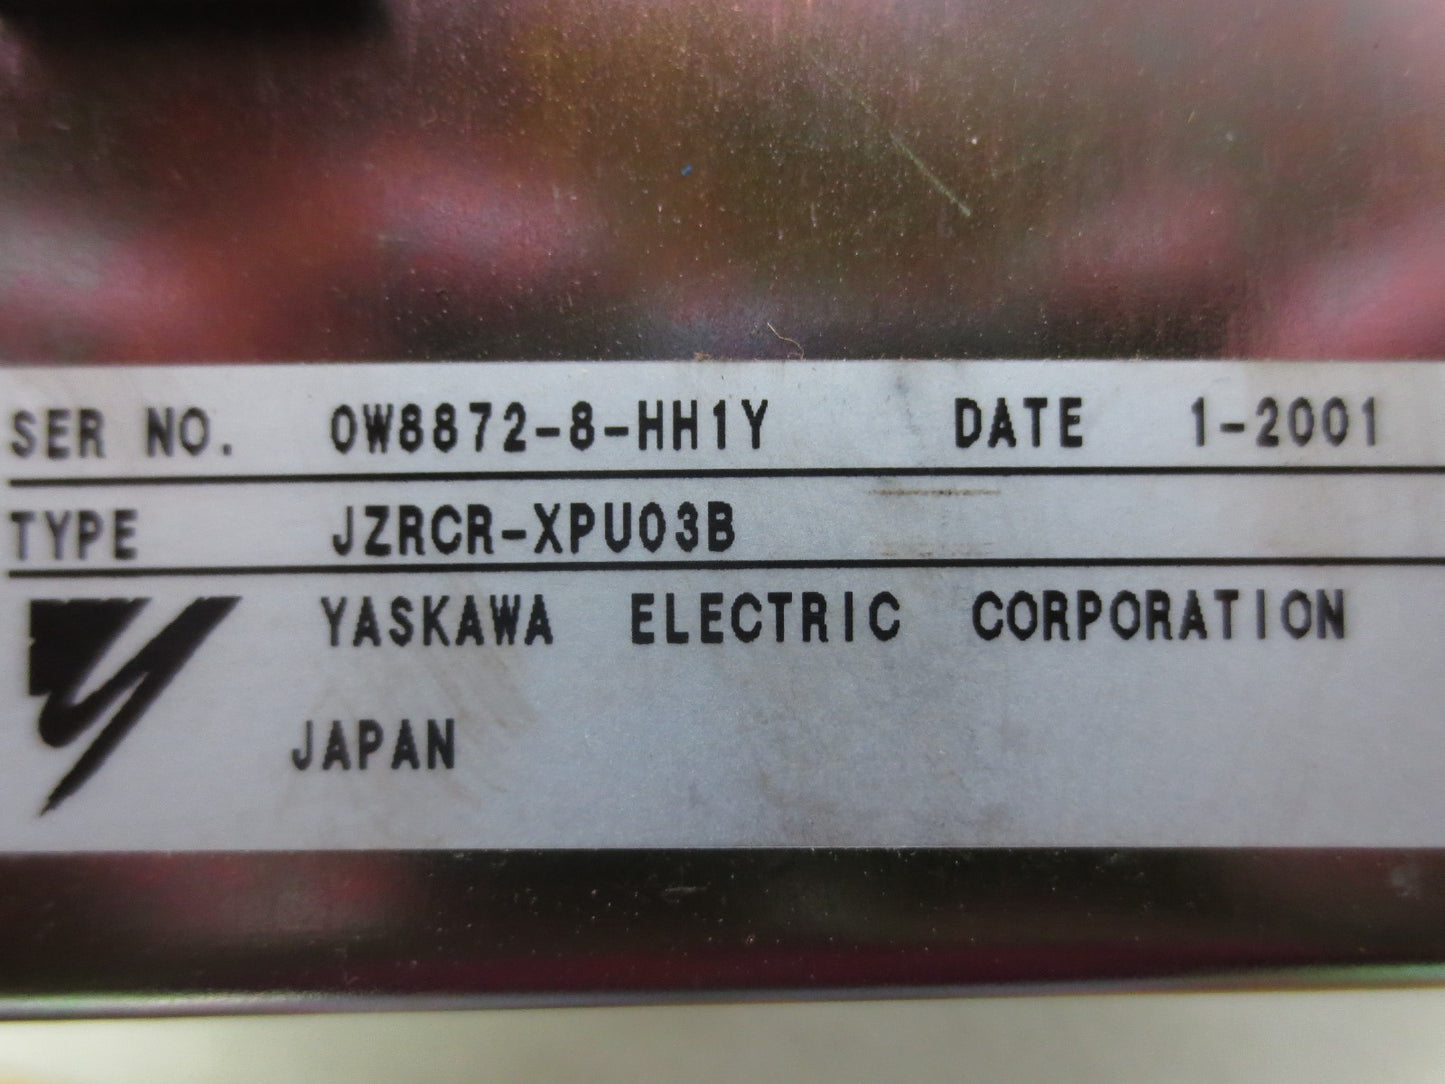 SER NO. 0W8872-8-HH1Y DATE 1-2001
TYPE JZRCR-XPU03B
YASKAWA ELECTRIC CORPORATION
JAPAN